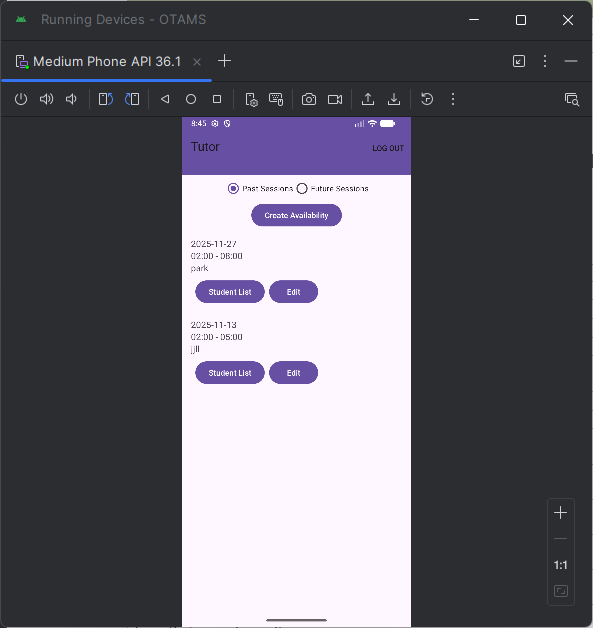 Running Devices - OTAMS
Medium Phone API 36.1
8:45
Tutor
LOG OUT
Past Sessions
Future Sessions
Create Availability
2025-11-27
02:00 - 08:00
park
Student List
Edit
2025-11-13
02:00 - 05:00
jjll
Student List
Edit
1:1